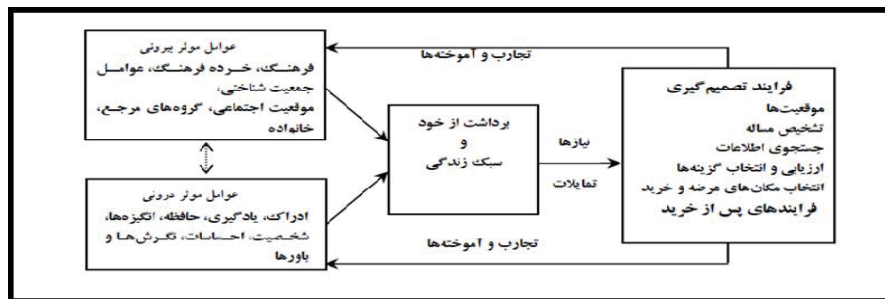 عوامل موثر بیرونی
فرهنگ، خرده فرهنگ، عوامل
جمعیت شناختی،
موقعیت اجتماعی، گروه‌های مرجع،
خانواده
تجارب و آموخته‌ها
فرایند تصمیم‌گیری
موقعیت‌ها
تشخیص مساله
جستجوی اطلاعات
ارزیابی و انتخاب گزینه‌ها
انتخاب مکان‌های عرضه و خرید
فرایندهای پس از خرید
برداشت از خود
و
سبک زندگی
نیازها
تمایلات
عوامل موثر درونی
ادراک، یادگیری، حافظه، انگیزه‌ها،
شخصیت، احساسات، نگرش‌ها و
باورها
تجارب و آموخته‌ها